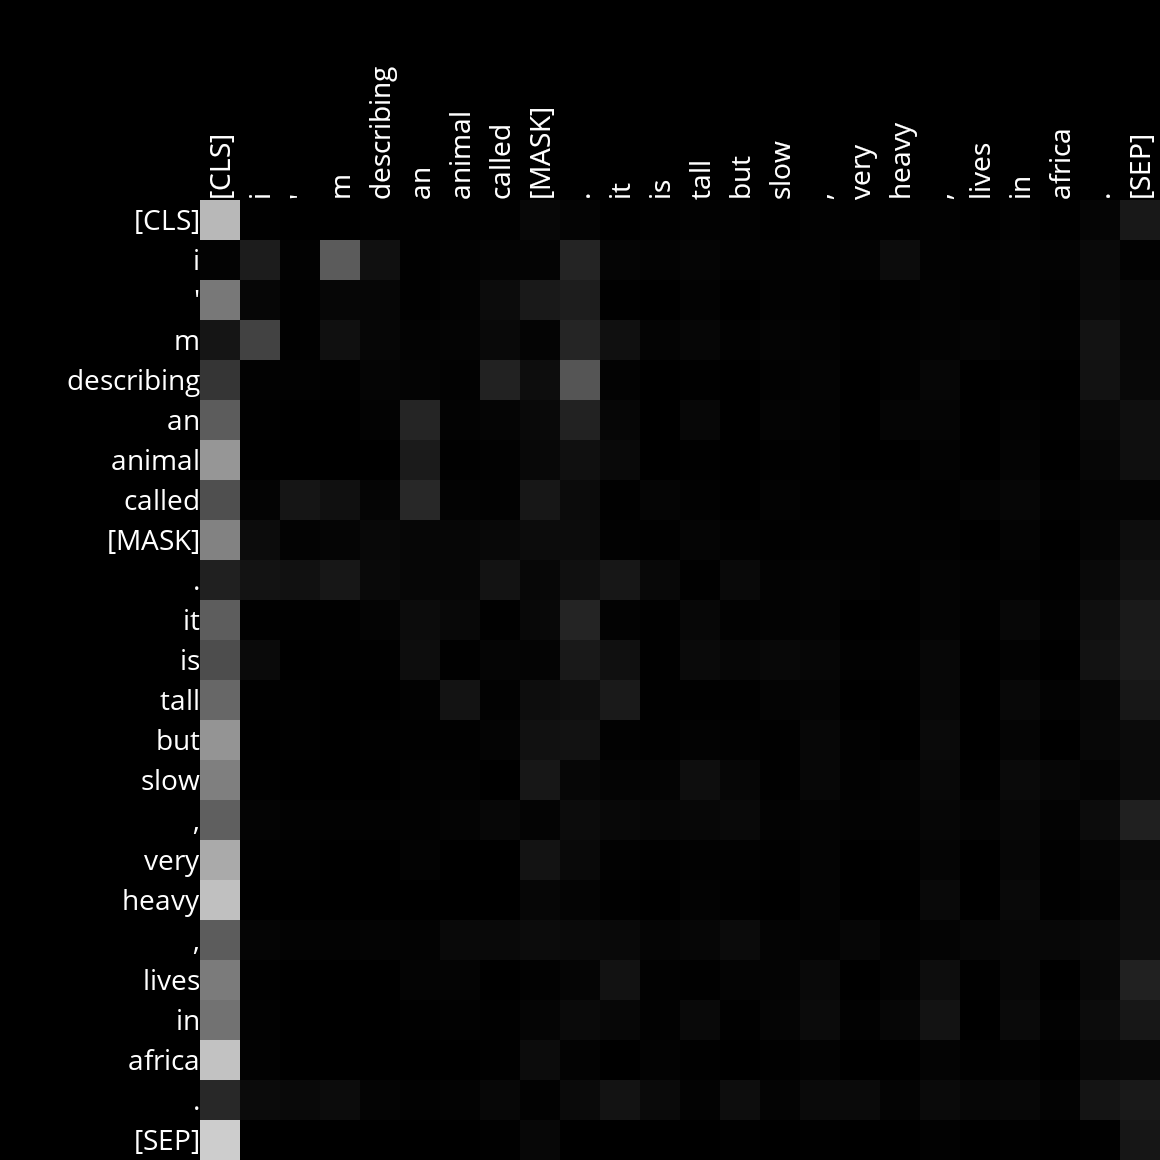 [CLS] i ' m describing an animal called [MASK] . it is tall but slow , very heavy , lives in africa . [SEP]
[CLS]
i
'
m
describing
an
animal
called
[MASK]
.
it
is
tall
but
slow
,
very
heavy
,
lives
in
africa
.
[SEP]